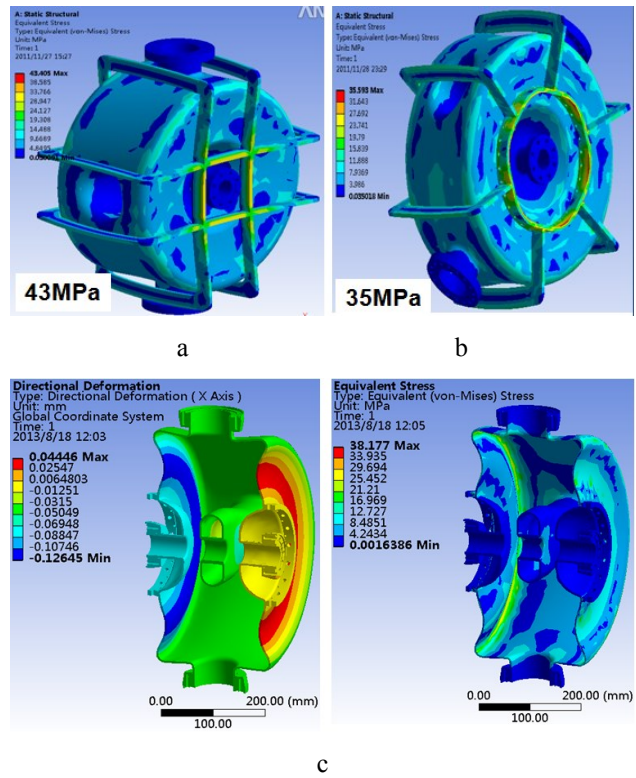 A: Static Structural
Equivalent Stress
Type: Equivalent (von-Mises) Stress
Unit: MPa
Time: 1
2011/11/27 15:27
43.405 Max
38.585
33.766
28.947
24.127
19.308
14.488
9.6689
4.8495
Min
AN
43MPa
a
A: Static Structural
Equivalent Stress
Type: Equivalent (von-Mises) Stress
Unit: MPa
Time: 1
2011/11/28 23:29
35.593 Max
31.643
27.692
23.741
19.79
15.839
11.888
7.9369
3.986
0.035018 Min
35MPa
b
Directional Deformation
Type: Directional Deformation ( X Axis )
Unit: mm
Global Coordinate System
Time: 1
2013/8/18 12:03
0.04446 Max
0.02547
0.0064803
-0.01251
-0.0315
-0.05049
-0.06948
-0.08847
-0.10746
-0.12645 Min
0.00 200.00 (mm)
100.00
Equivalent Stress
Type: Equivalent (von-Mises) Stress
Unit: MPa
Time: 1
2013/8/18 12:05
38.177 Max
33.935
29.694
25.452
21.21
16.969
12.727
8.4851
4.2434
0.0016386 Min
0.00 200.00 (mm)
100.00
c